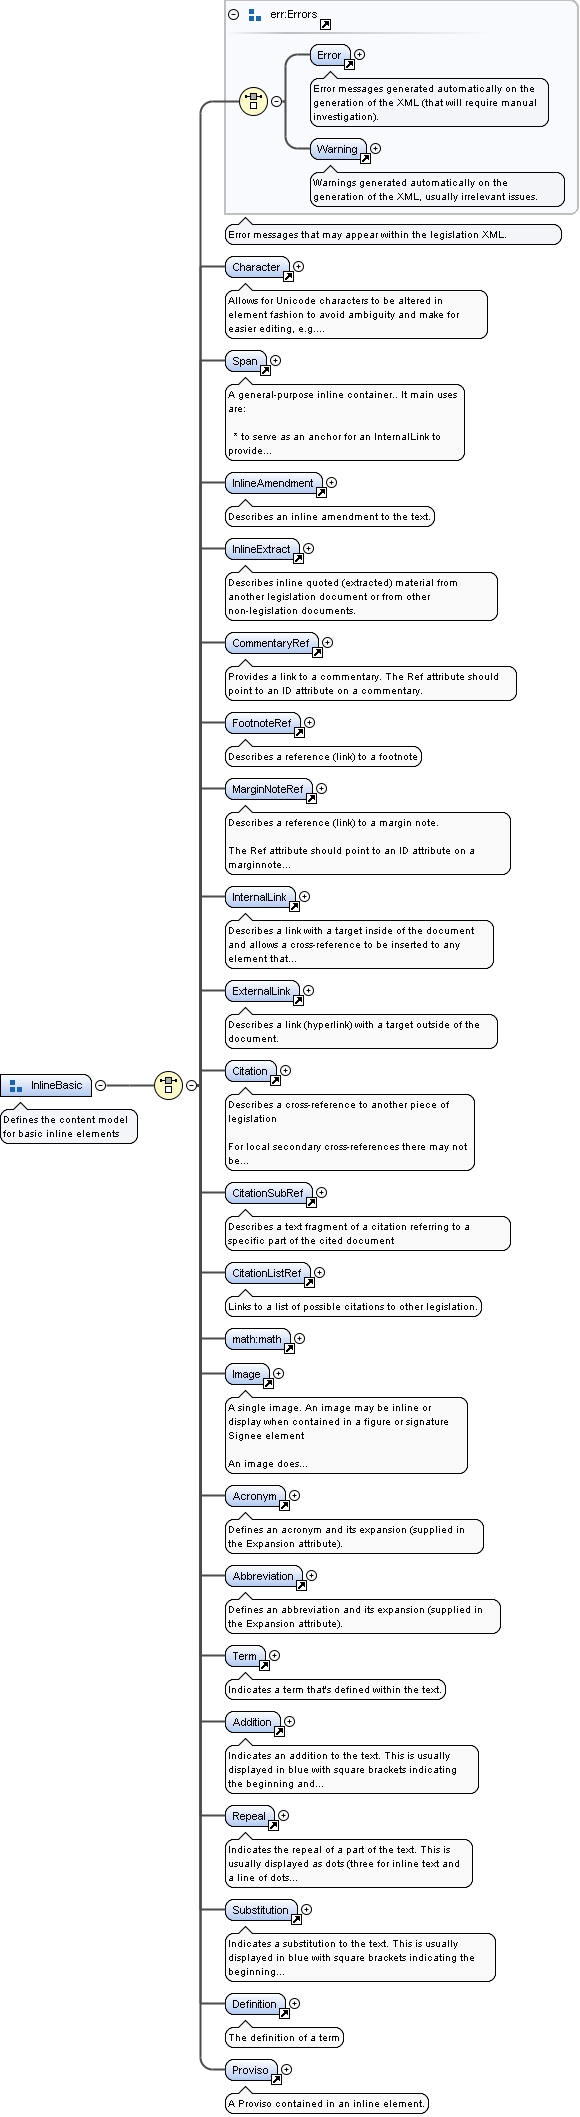 err:Errors
Error
Error messages generated automatically on the
generation of the XML (that will require manual
investigation).
Warning
Warnings generated automatically on the
generation of the XML, usually irrelevant issues.
Error messages that may appear within the legislation XML.
Character
Allows for Unicode characters to be altered in
element fashion to avoid ambiguity and make for
easier editing, e.g....
Span
A general-purpose inline container.. It main uses
are:
* to serve as an anchor for an InternalLink to
provide...
InlineAmendment
Describes an inline amendment to the text.
InlineExtract
Describes inline quoted (extracted) material from
another legislation document or from other
non-legislation documents.
CommentaryRef
Provides a link to a commentary. The Ref attribute should
point to an ID attribute on a commentary.
FootnoteRef
Describes a reference (link) to a footnote
MarginNoteRef
Describes a reference (link) to a margin note.
The Ref attribute should point to an ID attribute on a
marginnote...
InternalLink
Describes a link with a target inside of the document
and allows a cross-reference to be inserted to any
element that...
ExternalLink
Describes a link (hyperlink) with a target outside of the
document.
InlineBasic
Defines the content model
for basic inline elements
Citation
Describes a cross-reference to another piece of
legislation
For local secondary cross-references there may not
be...
CitationSubRef
Describes a text fragment of a citation referring to a
specific part of the cited document
CitationListRef
Links to a list of possible citations to other legislation.
math:math
Image
A single image. An image may be inline or
display when contained in a figure or signature
Signee element
An image does...
Acronym
Defines an acronym and its expansion (supplied in
the Expansion attribute).
Abbreviation
Defines an abbreviation and its expansion (supplied in
the Expansion attribute).
Term
Indicates a term that's defined within the text.
Addition
Indicates an addition to the text. This is usually
displayed in blue with square brackets indicating
the beginning and...
Repeal
Indicates the repeal of a part of the text. This is
usually displayed as dots (three for inline text and
a line of dots...
Substitution
Indicates a substitution to the text. This is usually
displayed in blue with square brackets indicating the
beginning...
Definition
The definition of a term
Proviso
A Proviso contained in an inline element.